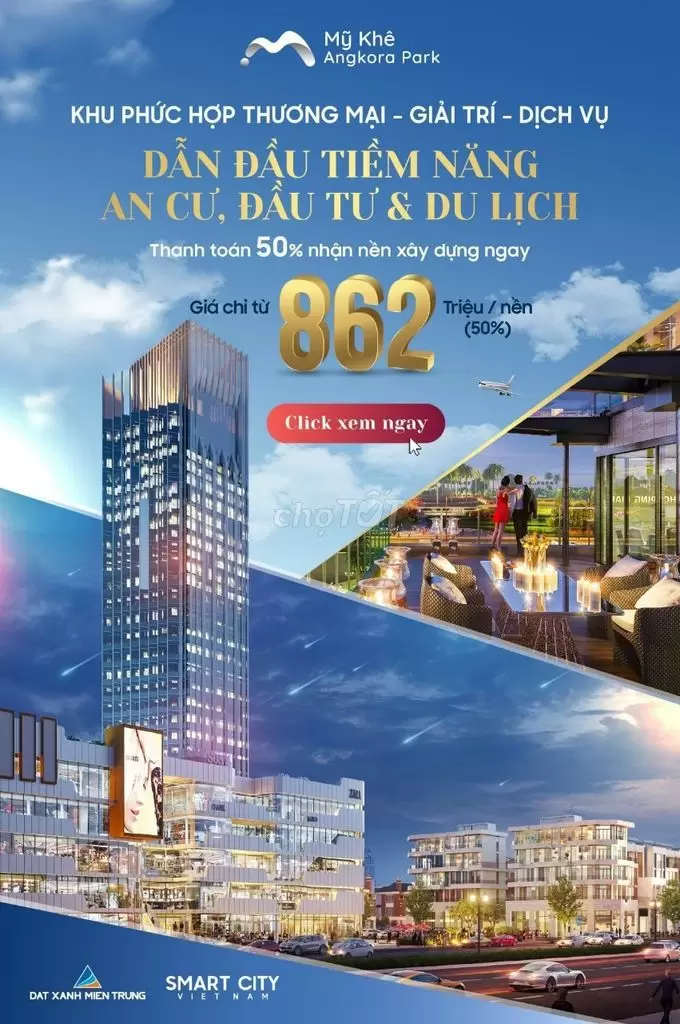 Mỹ Khê
Angkora Park
KHU PHỨC HỢP THƯƠNG MẠI - GIẢI TRÍ - DỊCH VỤ
DẪN ĐẦU TIỀM NĂNG
AN CƯ, ĐẦU TƯ & DU LỊCH
Thanh toán 50% nhận nền xây dựng ngay
Giá chỉ từ 862 Triệu / nền
(50%)
Click xem ngay
chợTỐT
ZARA
DAT XANH MIEN TRUNG
SMART CITY
VIET NAM